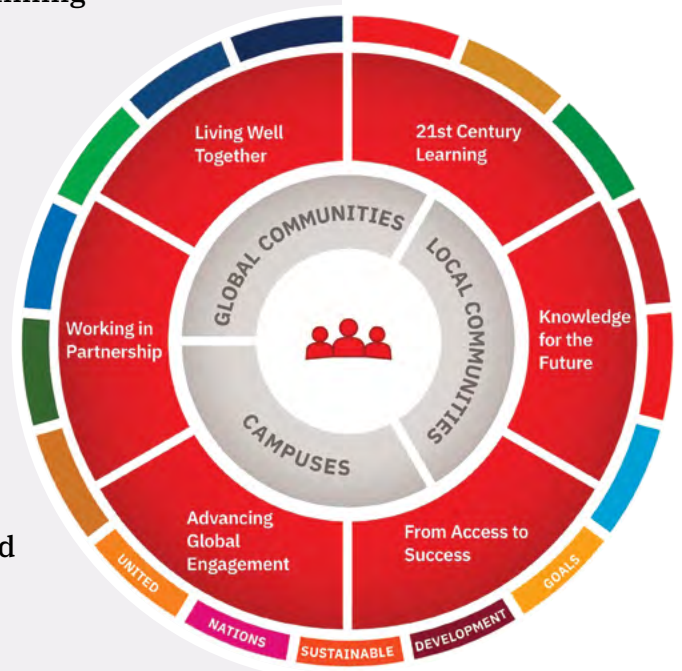 Living Well
Together
21st Century
Learning
Knowledge
for the
Future
From Access to
Success
Advancing
Global
Engagement
Working in
Partnership
GLOBAL COMMUNITIES
LOCAL COMMUNITIES
CAMPUSES
UNITED
NATIONS
SUSTAINABLE
DEVELOPMENT
GOALS